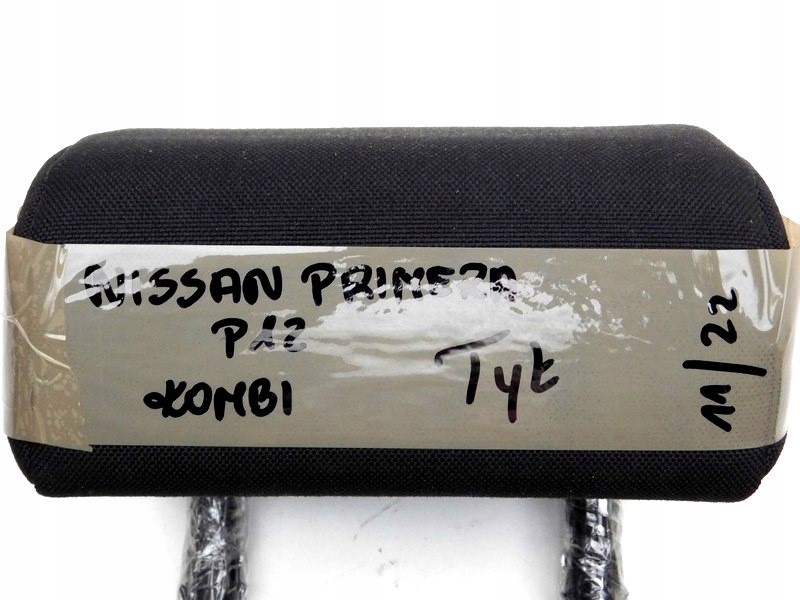 NISSAN PRIMERA
P12
KOMBI
Tył
11/22